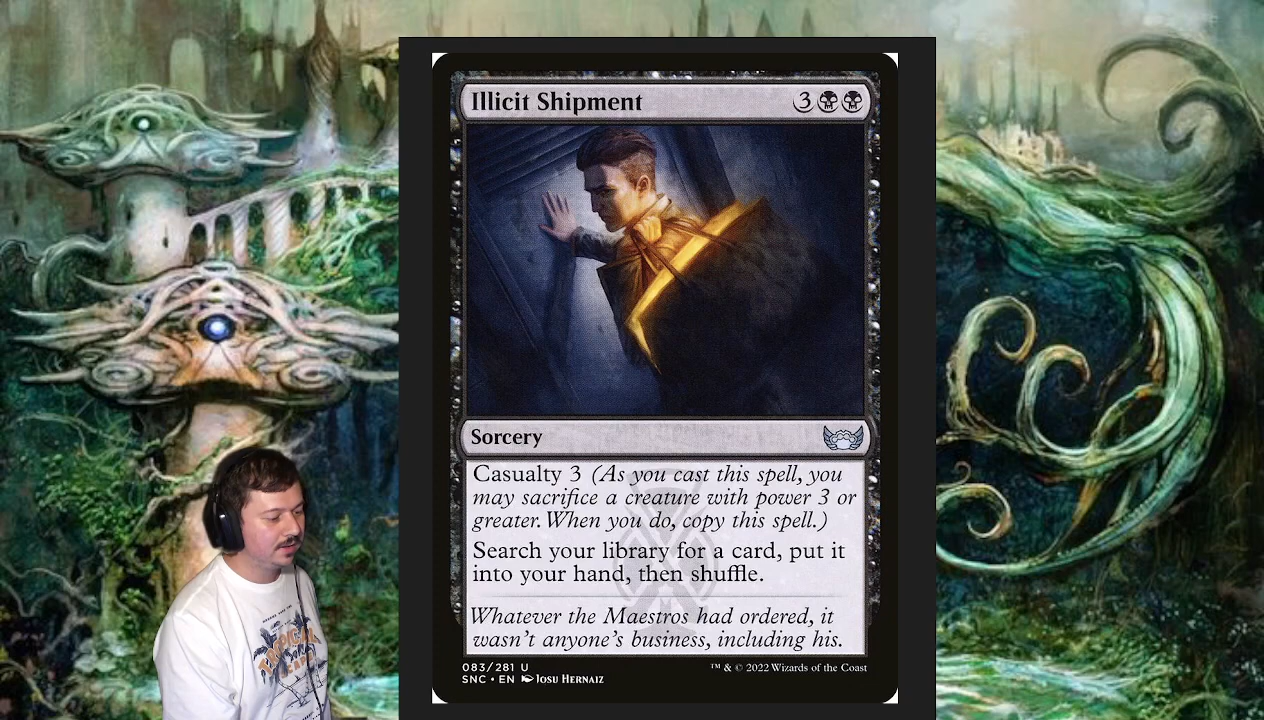 Illicit Shipment 3
Sorcery
Casualty 3 (As you cast this spell, you
may sacrifice a creature with power 3 or
greater. When you do, copy this spell.)
Search your library for a card, put it
into your hand, then shuffle.
Whatever the Maestros had ordered, it
wasn't anyone's business, including his.
083/281 U
SNC • EN Josu Hernaiz
™ & © 2022 Wizards of the Coast
TROPICAL